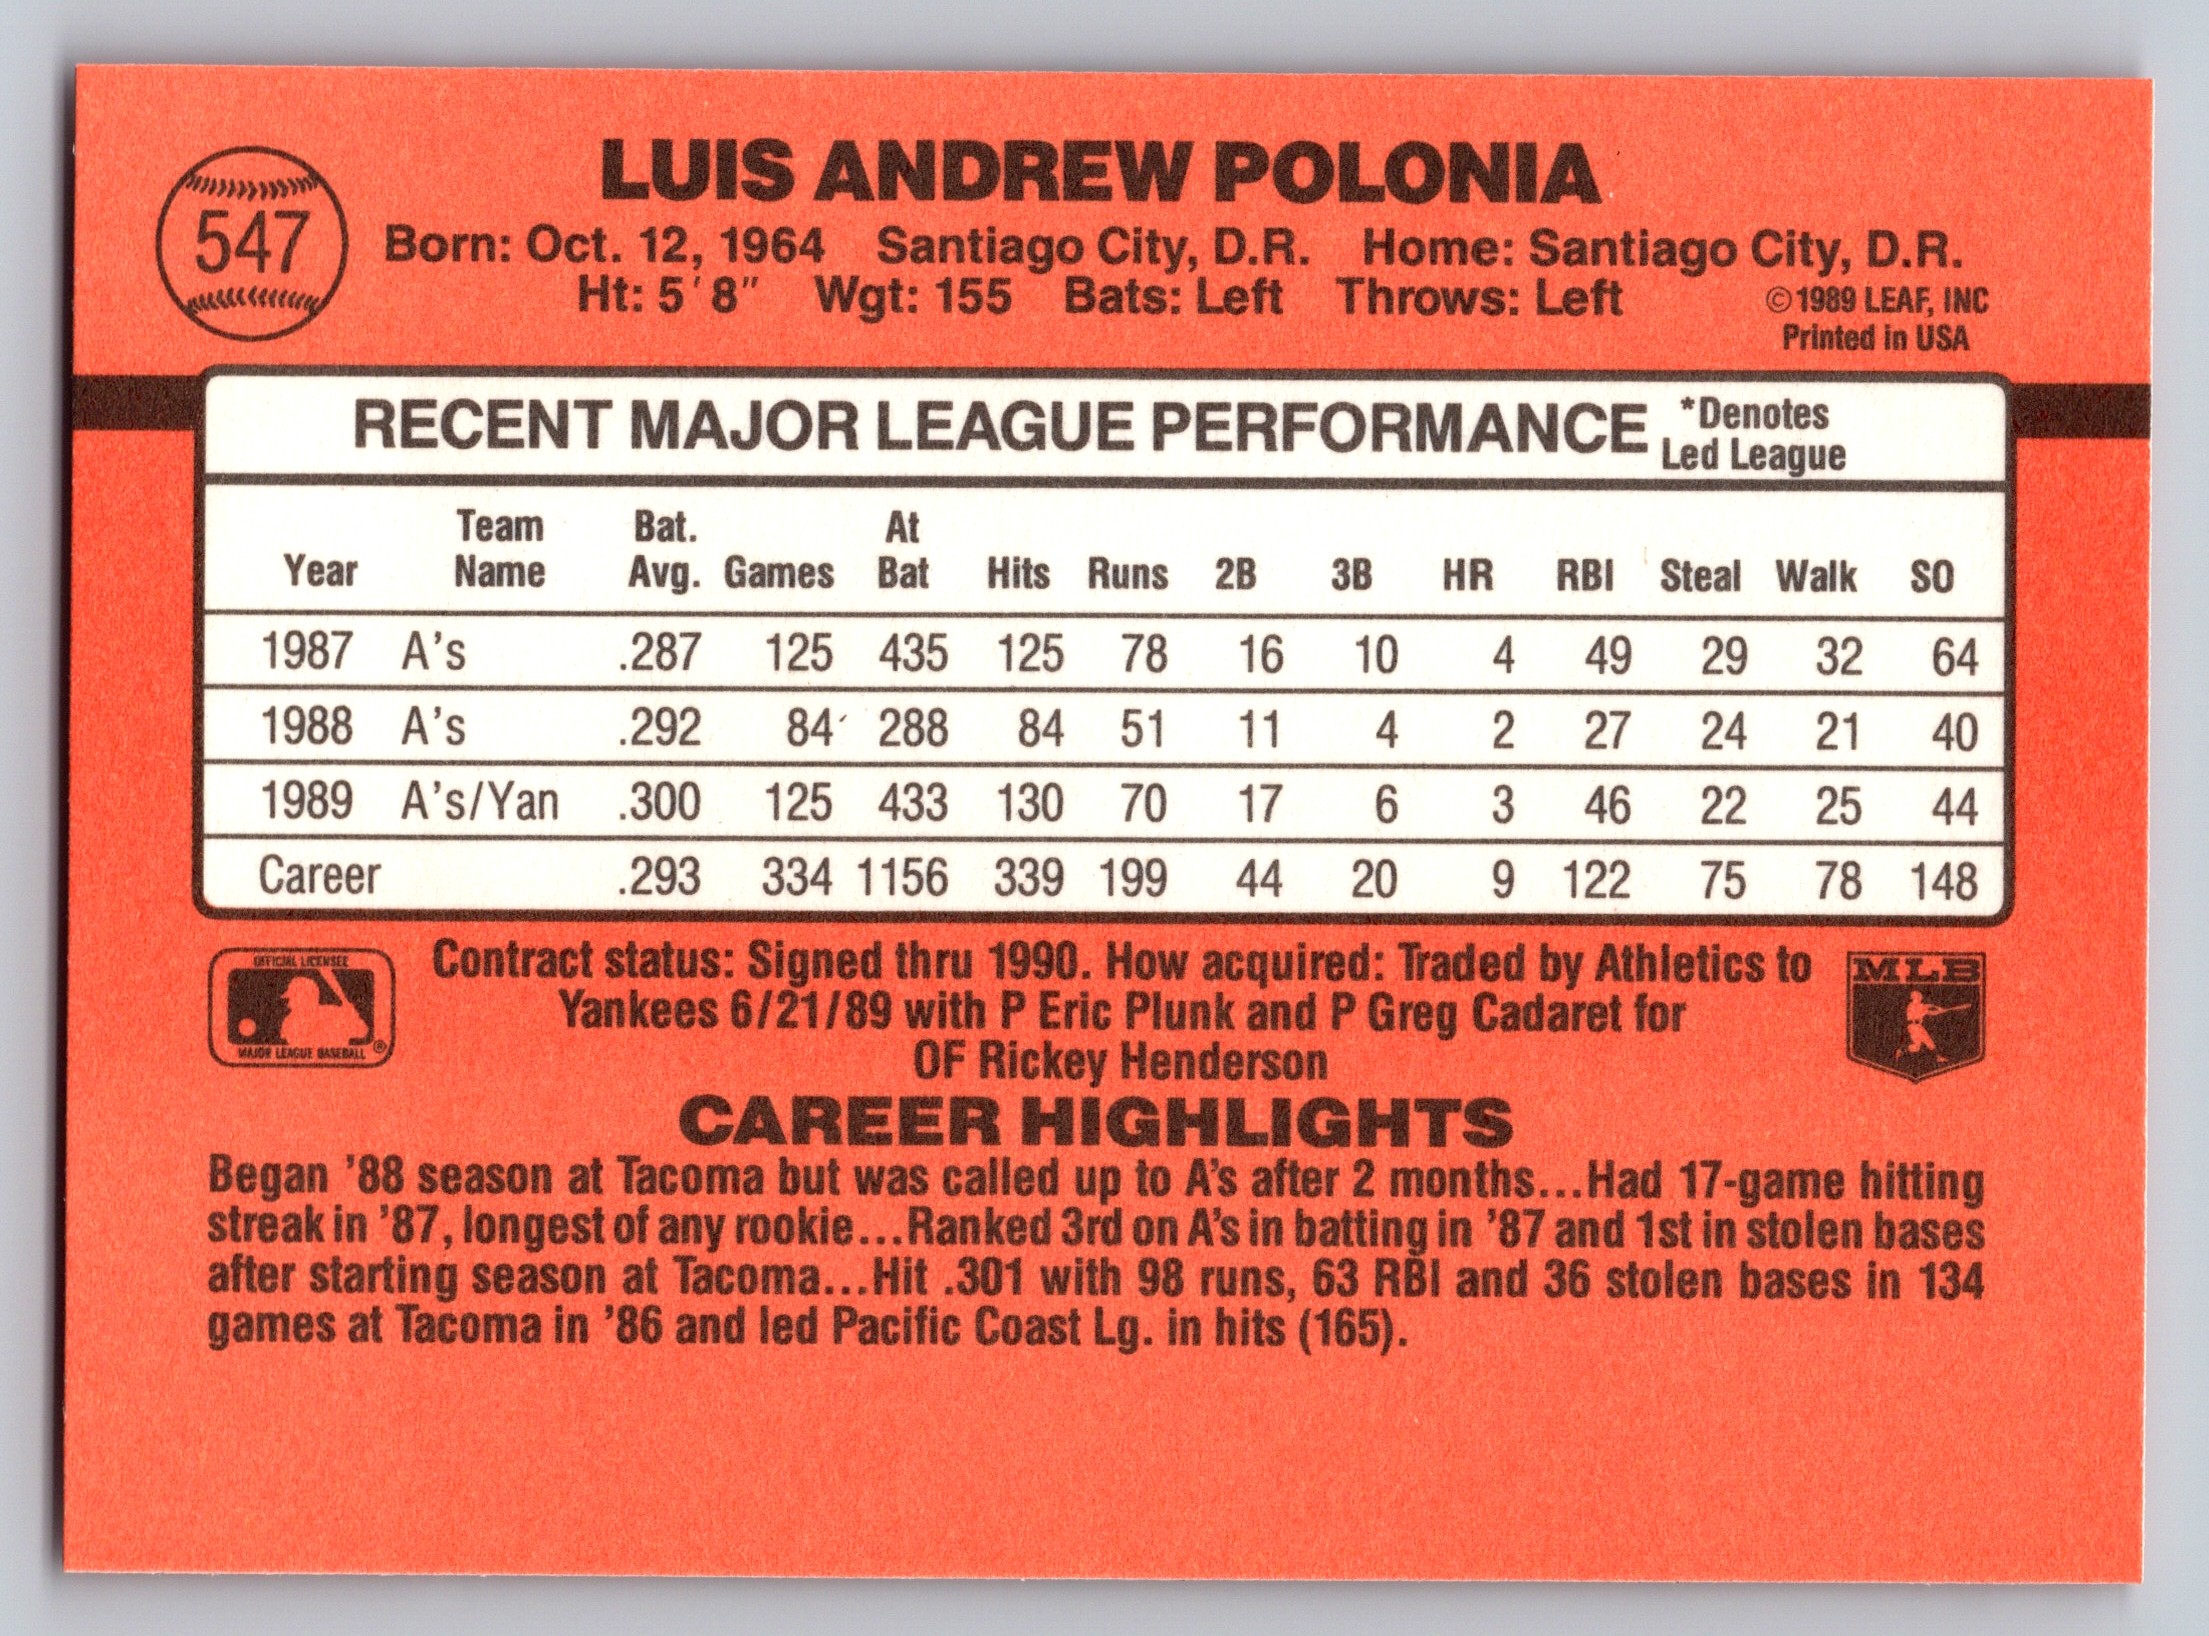 LUIS ANDREW POLONIA
547
Born: Oct. 12, 1964 Santiago City, D.R. Home: Santiago City, D.R.
Ht: 5'8" Wgt: 155 Bats: Left Throws: Left
©1989 LEAF, INC
Printed in USA
RECENT MAJOR LEAGUE PERFORMANCE
*Denotes
Led League
Year Team Name Bat. Avg. Games At Bat Hits Runs 2B 3B HR RBI Steal Walk SO
1987 A's .287 125 435 125 78 16 10 4 49 29 32 64
1988 A's .292 84 288 84 51 11 4 2 27 24 21 40
1989 A's/Yan .300 125 433 130 70 17 6 3 46 22 25 44
Career .293 334 1156 339 199 44 20 9 122 75 78 148
OFFICIAL LICENSEE
MAJOR LEAGUE BASEBALL ®
Contract status: Signed thru 1990. How acquired: Traded by Athletics to
Yankees 6/21/89 with P Eric Plunk and P Greg Cadaret for
OF Rickey Henderson
MLB
CAREER HIGHLIGHTS
Began '88 season at Tacoma but was called up to A's after 2 months...Had 17-game hitting
streak in '87, longest of any rookie...Ranked 3rd on A's in batting in '87 and 1st in stolen bases
after starting season at Tacoma...Hit .301 with 98 runs, 63 RBI and 36 stolen bases in 134
games at Tacoma in '86 and led Pacific Coast Lg. in hits (165).